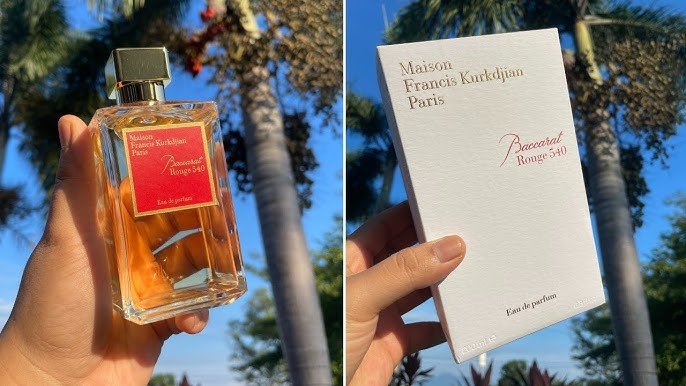 Maison
Francis Kurkdjian
Paris
Baccarat
Rouge 540
Eau de parfum
Maison
Francis Kurkdjian
Paris
Baccarat
Rouge 540
Eau de parfum